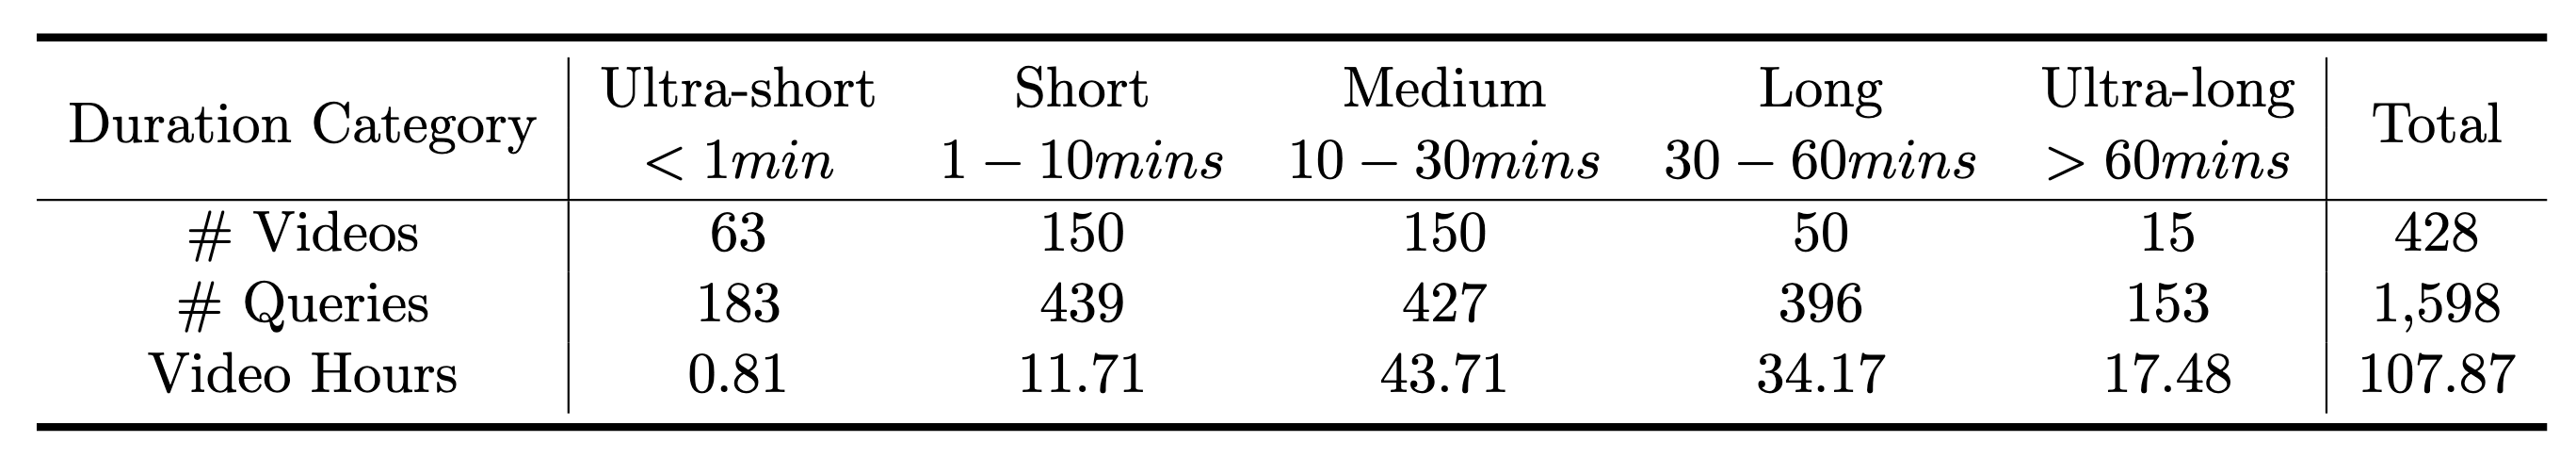 Duration Category Ultra-short Short Medium Long Ultra-long Total
< 1min 1 − 10mins 10 − 30mins 30 − 60mins > 60mins
# Videos 63 150 150 50 15 428
# Queries 183 439 427 396 153 1,598
Video Hours 0.81 11.71 43.71 34.17 17.48 107.87